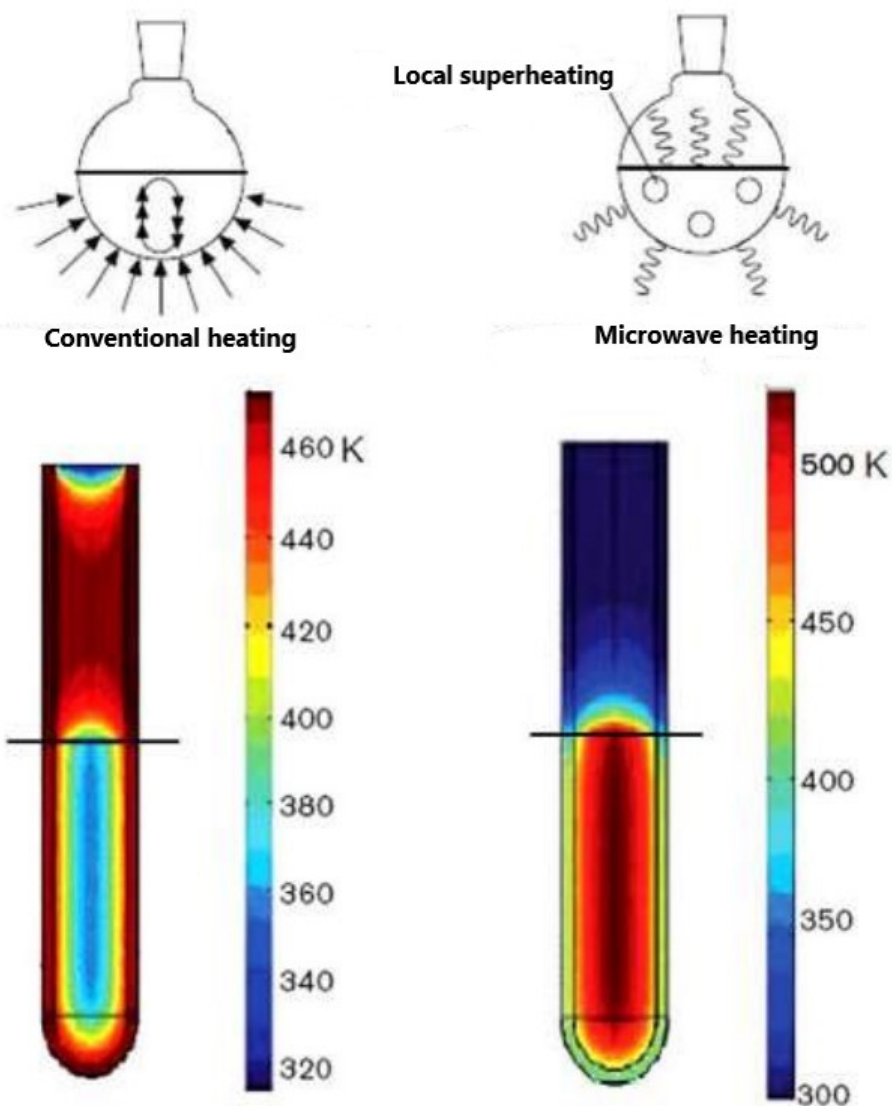 Local superheating
Conventional heating
Microwave heating
460 K
440
420
400
380
360
340
320
500 K
450
400
350
300